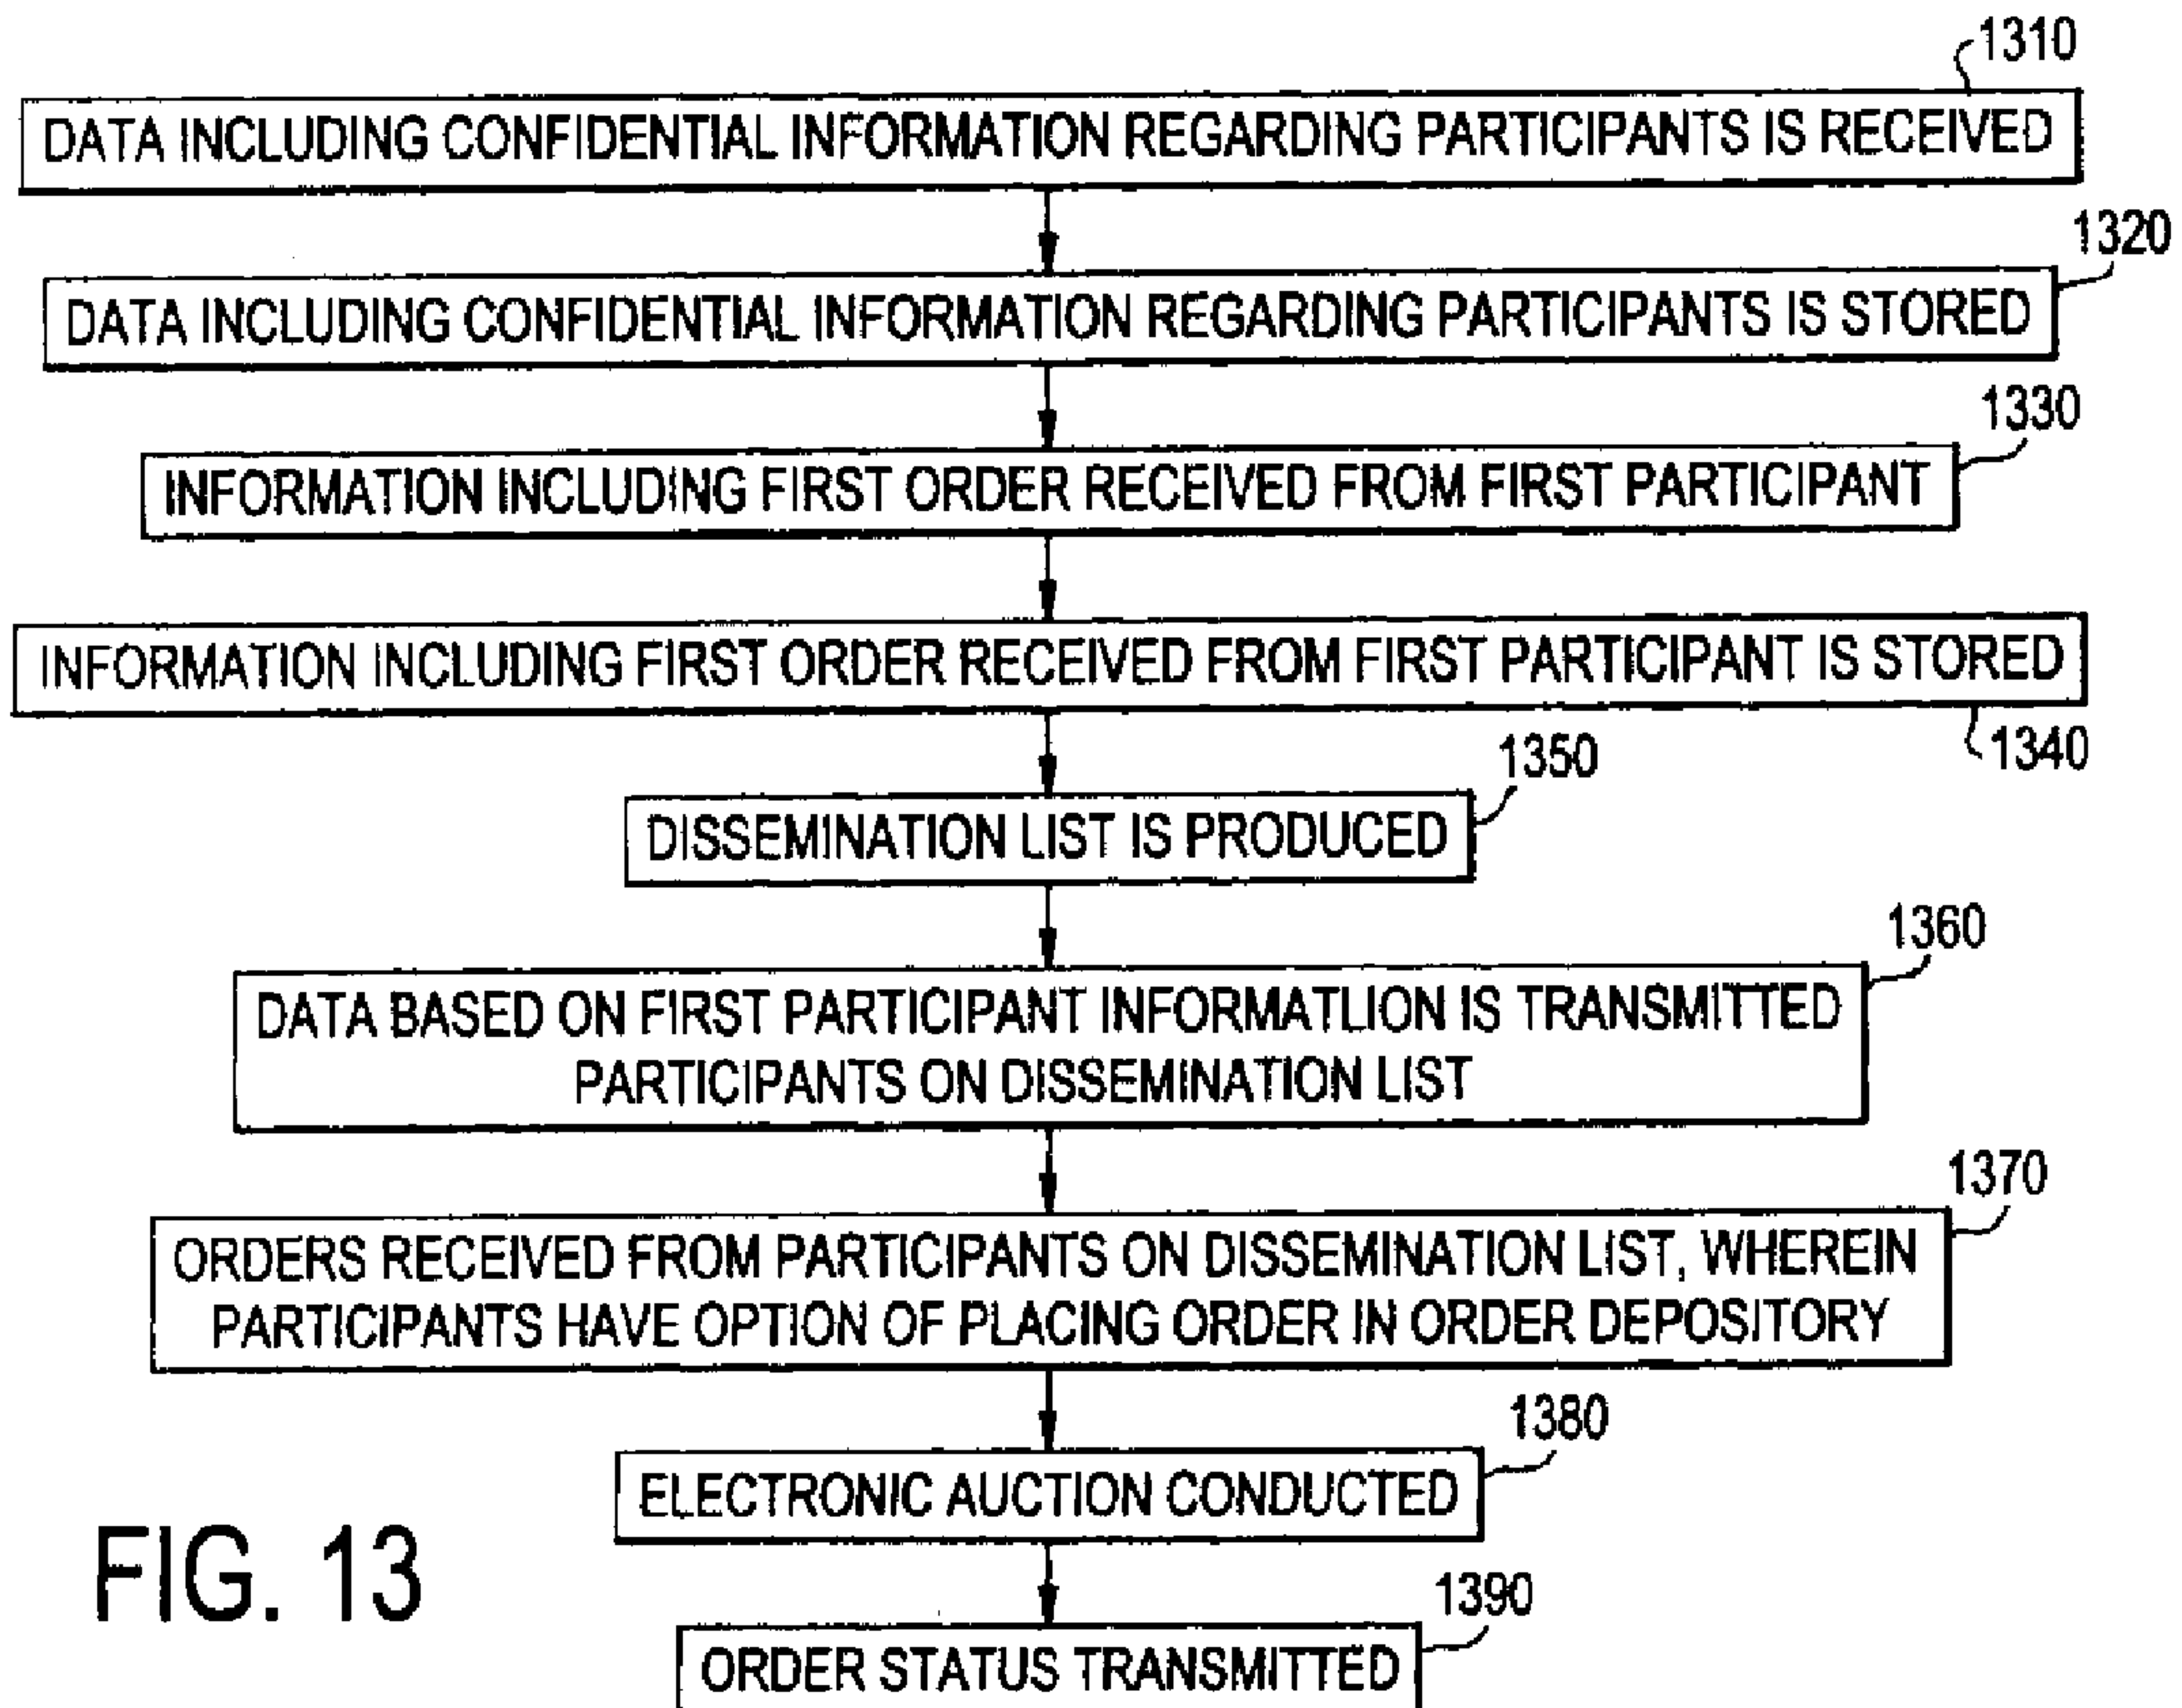 1310
DATA INCLUDING CONFIDENTIAL INFORMATION REGARDING PARTICIPANTS IS RECEIVED
1320
DATA INCLUDING CONFIDENTIAL INFORMATION REGARDING PARTICIPANTS IS STORED
1330
INFORMATION INCLUDING FIRST ORDER RECEIVED FROM FIRST PARTICIPANT
INFORMATION INCLUDING FIRST ORDER RECEIVED FROM FIRST PARTICIPANT IS STORED
1340
1350
DISSEMINATION LIST IS PRODUCED
1360
DATA BASED ON FIRST PARTICIPANT INFORMATLION IS TRANSMITTED
PARTICIPANTS ON DISSEMINATION LIST
1370
ORDERS RECEIVED FROM PARTICIPANTS ON DISSEMINATION LIST, WHEREIN
PARTICIPANTS HAVE OPTION OF PLACING ORDER IN ORDER DEPOSITORY
1380
ELECTRONIC AUCTION CONDUCTED
1390
ORDER STATUS TRANSMITTED
FIG. 13